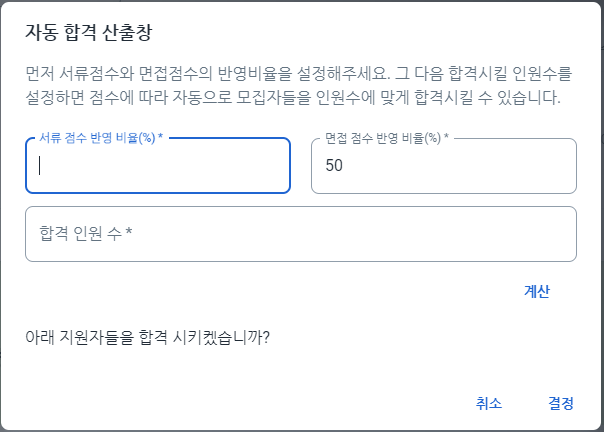 자동 합격 산출창
먼저 서류점수와 면접점수의 반영비율을 설정해주세요. 그 다음 합격시킬 인원수를
설정하면 점수에 따라 자동으로 모집자들을 인원수에 맞게 합격시킬 수 있습니다.
서류 점수 반영 비율(%) *
면접 점수 반영 비율(%) *
50
합격 인원 수 *
계산
아래 지원자들을 합격 시키켔습니까?
취소
결정